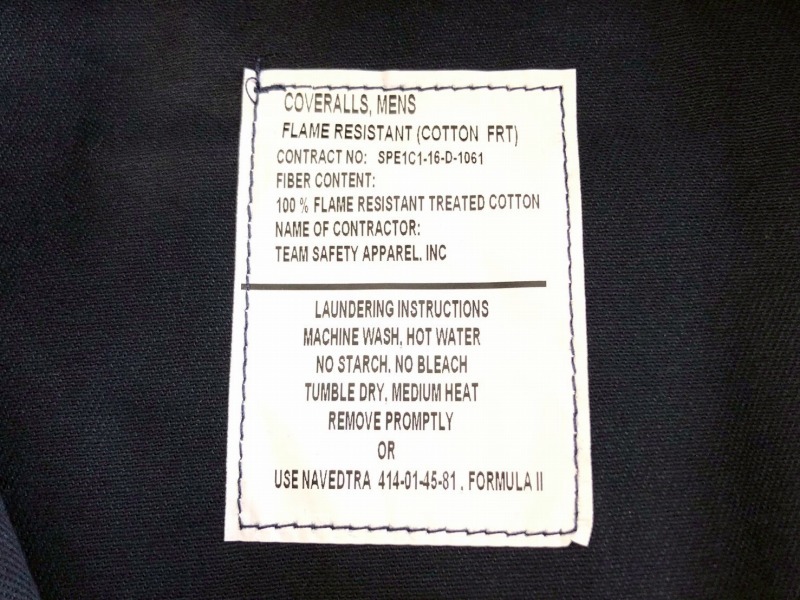 COVERALLS, MENS
FLAME RESISTANT (COTTON FRT)
CONTRACT NO: SPE1C1-16-D-1061
FIBER CONTENT:
100 % FLAME RESISTANT TREATED COTTON
NAME OF CONTRACTOR:
TEAM SAFETY APPAREL. INC
LAUNDERING INSTRUCTIONS
MACHINE WASH, HOT WATER
NO STARCH. NO BLEACH
TUMBLE DRY, MEDIUM HEAT
REMOVE PROMPTLY
OR
USE NAVEDTRA 414-01-45-81 . FORMULA II